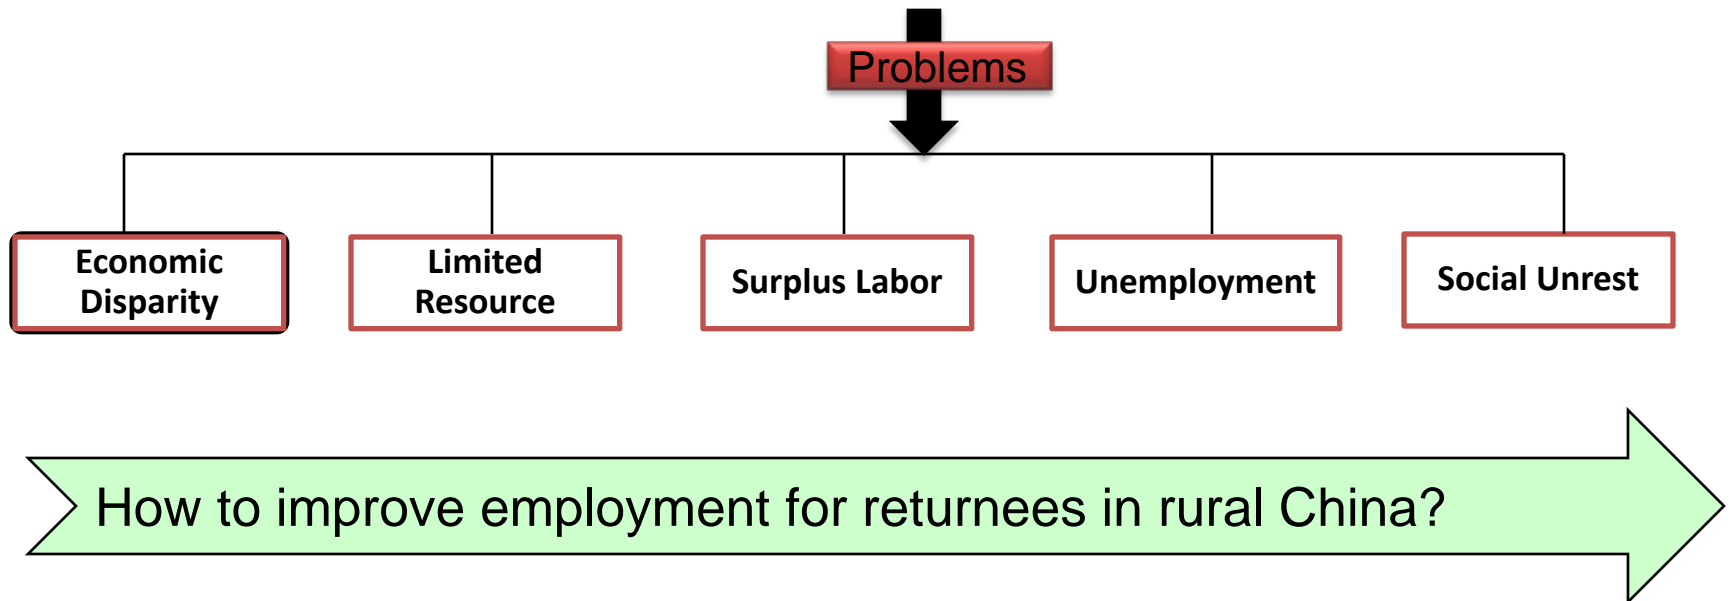 Problems
Economic
Disparity
Limited
Resource
Surplus Labor
Unemployment
Social Unrest
How to improve employment for returnees in rural China?